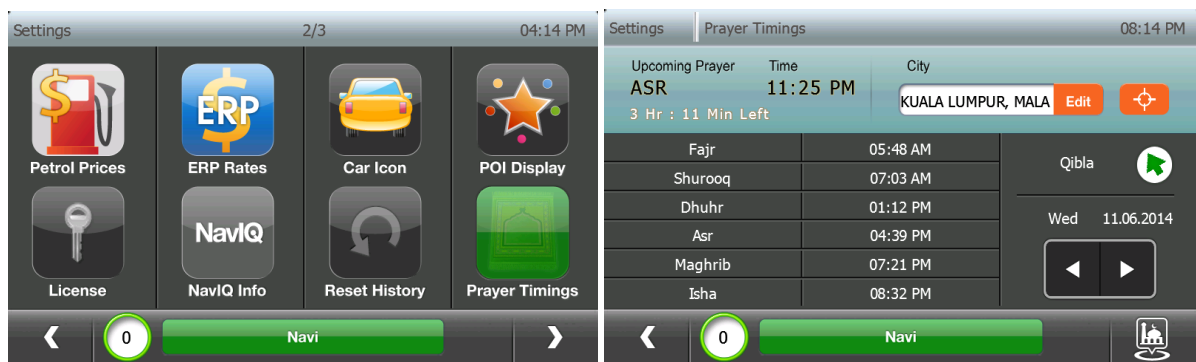 Settings 2/3 04:14 PM
ERP
Petrol Prices ERP Rates Car Icon POI Display
NavIQ
License NavIQ Info Reset History Prayer Timings
0 Navi
Settings Prayer Timings 08:14 PM
Upcoming Prayer Time City
ASR 11:25 PM
KUALA LUMPUR, MALA Edit
3 Hr : 11 Min Left
Fajr 05:48 AM
Shurooq 07:03 AM
Dhuhr 01:12 PM
Asr 04:39 PM
Maghrib 07:21 PM
Isha 08:32 PM
Qibla
Wed 11.06.2014
0 Navi